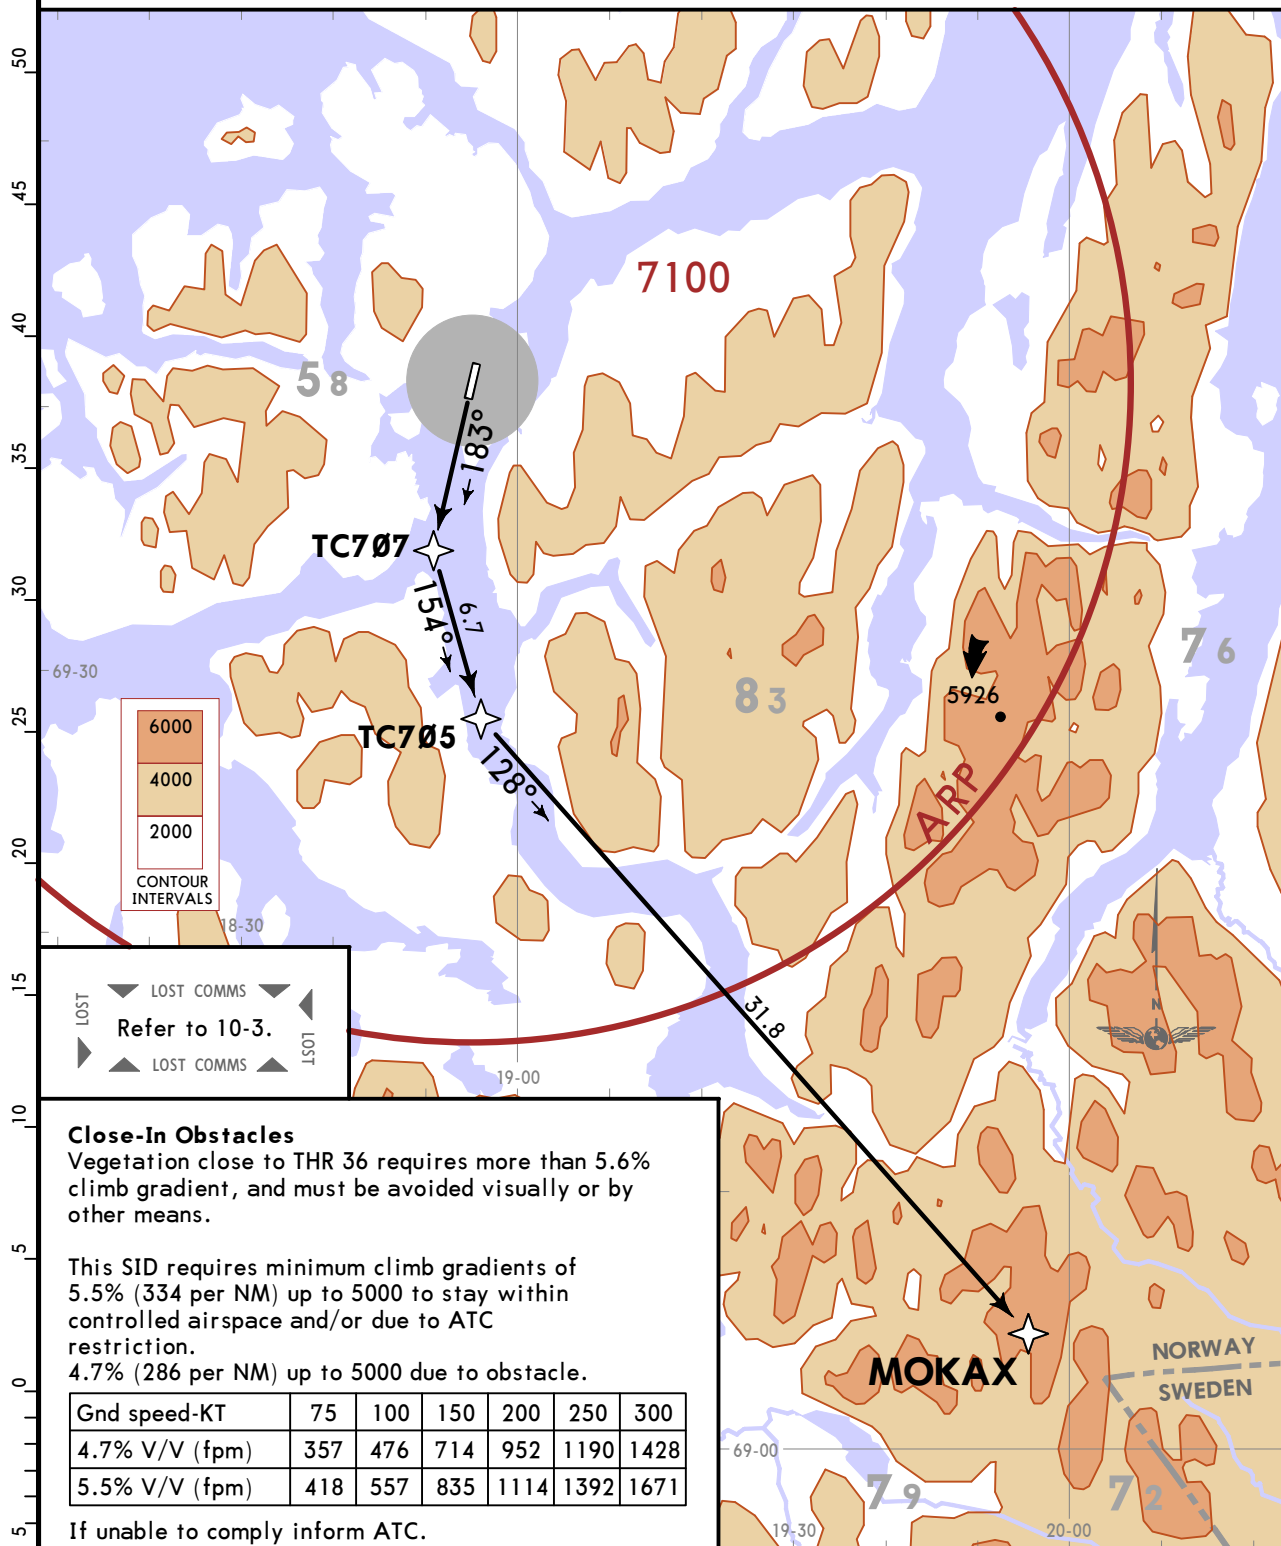 50
45
40
35
30
25
20
15
10
5
0
5
7100
58
183°
TC7Ø7
154°
6.7
69-30
76
83
5926
TC7Ø5
128°
6000
4000
2000
CONTOUR
INTERVALS
ARP
18-30
LOST
LOST COMMS
Refer to 10-3.
LOST
LOST COMMS
31.8
N
19-00
Close-In Obstacles
Vegetation close to THR 36 requires more than 5.6%
climb gradient, and must be avoided visually or by
other means.
This SID requires minimum climb gradients of
5.5% (334 per NM) up to 5000 to stay within
controlled airspace and/or due to ATC
restriction.
4.7% (286 per NM) up to 5000 due to obstacle.
Gnd speed-KT 75 100 150 200 250 300
4.7% V/V (fpm) 357 476 714 952 1190 1428
5.5% V/V (fpm) 418 557 835 1114 1392 1671
If unable to comply inform ATC.
MOKAX
NORWAY
SWEDEN
69-00
79
72
19-30
20-00